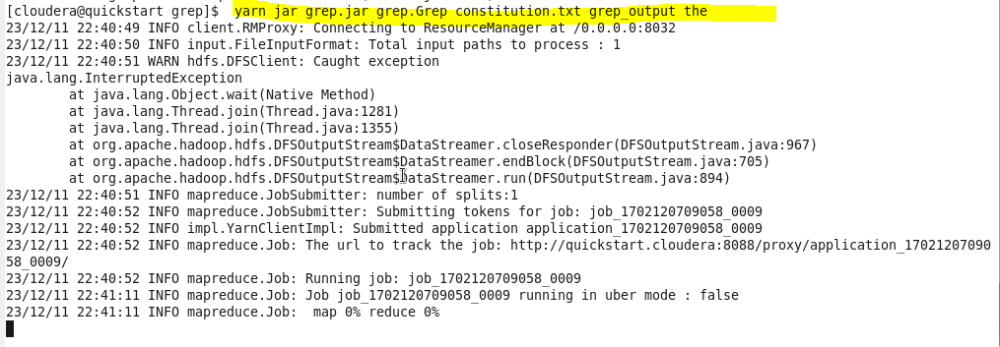 [cloudera@quickstart grep]$ yarn jar grep.jar grep.Grep constitution.txt grep_output the
23/12/11 22:40:49 INFO client.RMProxy: Connecting to ResourceManager at /0.0.0.0:8032
23/12/11 22:40:50 INFO input.FileInputFormat: Total input paths to process : 1
23/12/11 22:40:51 WARN hdfs.DFSClient: Caught exception
java.lang.InterruptedException
at java.lang.Object.wait(Native Method)
at java.lang.Thread.join(Thread.java:1281)
at java.lang.Thread.join(Thread.java:1355)
at org.apache.hadoop.hdfs.DFSOutputStream$DataStreamer.closeResponder(DFSOutputStream.java:967)
at org.apache.hadoop.hdfs.DFSOutputStream$DataStreamer.endBlock(DFSOutputStream.java:705)
at org.apache.hadoop.hdfs.DFSOutputStream$DataStreamer.run(DFSOutputStream.java:894)
23/12/11 22:40:51 INFO mapreduce.JobSubmitter: number of splits:1
23/12/11 22:40:52 INFO mapreduce.JobSubmitter: Submitting tokens for job: job_1702120709058_0009
23/12/11 22:40:52 INFO impl.YarnClientImpl: Submitted application application_1702120709058_0009
23/12/11 22:40:52 INFO mapreduce.Job: The url to track the job: http://quickstart.cloudera:8088/proxy/application_17021207090
58_0009/
23/12/11 22:40:52 INFO mapreduce.Job: Running job: job_1702120709058_0009
23/12/11 22:41:11 INFO mapreduce.Job: Job job_1702120709058_0009 running in uber mode : false
23/12/11 22:41:11 INFO mapreduce.Job:  map 0% reduce 0%